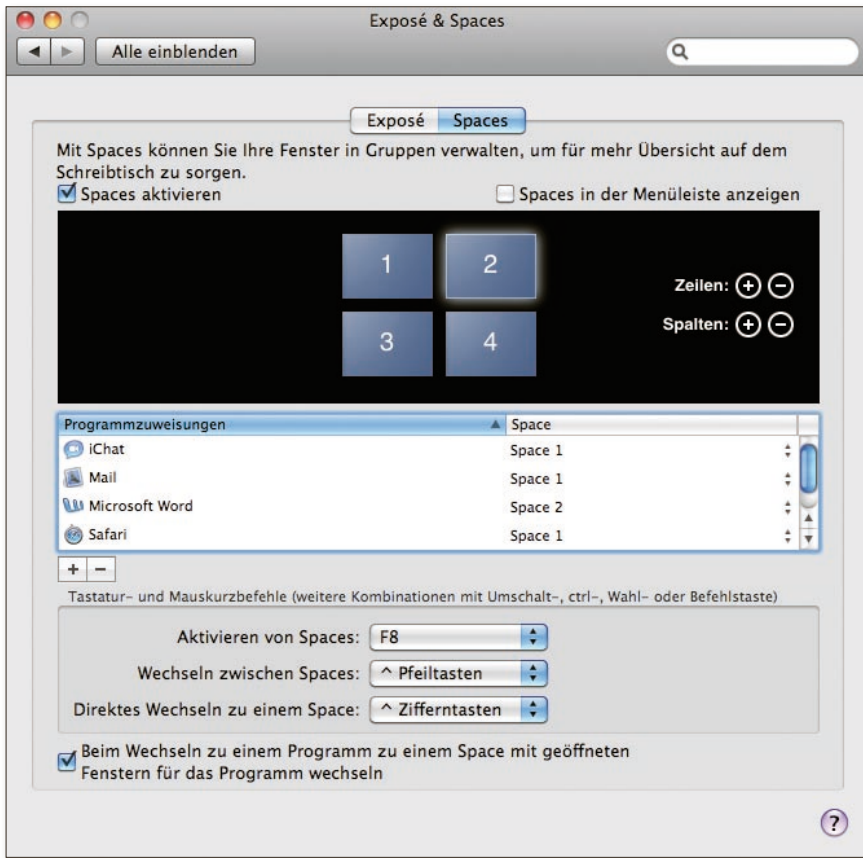 Exposé & Spaces
Alle einblenden
Exposé Spaces
Mit Spaces können Sie Ihre Fenster in Gruppen verwalten, um für mehr Übersicht auf dem
Schreibtisch zu sorgen.
Spaces aktivieren Spaces in der Menüleiste anzeigen
1 2
Zeilen: + −
Spalten: + −
3 4
Programmzuweisungen Space
iChat Space 1
Mail Space 1
Microsoft Word Space 2
Safari Space 1
+ −
Tastatur- und Mauskurzbefehle (weitere Kombinationen mit Umschalt-, ctrl-, Wahl- oder Befehlstaste)
Aktivieren von Spaces: F8
Wechseln zwischen Spaces: ^ Pfeiltasten
Direktes Wechseln zu einem Space: ^ Zifferntasten
Beim Wechseln zu einem Programm zu einem Space mit geöffneten
Fenstern für das Programm wechseln
?